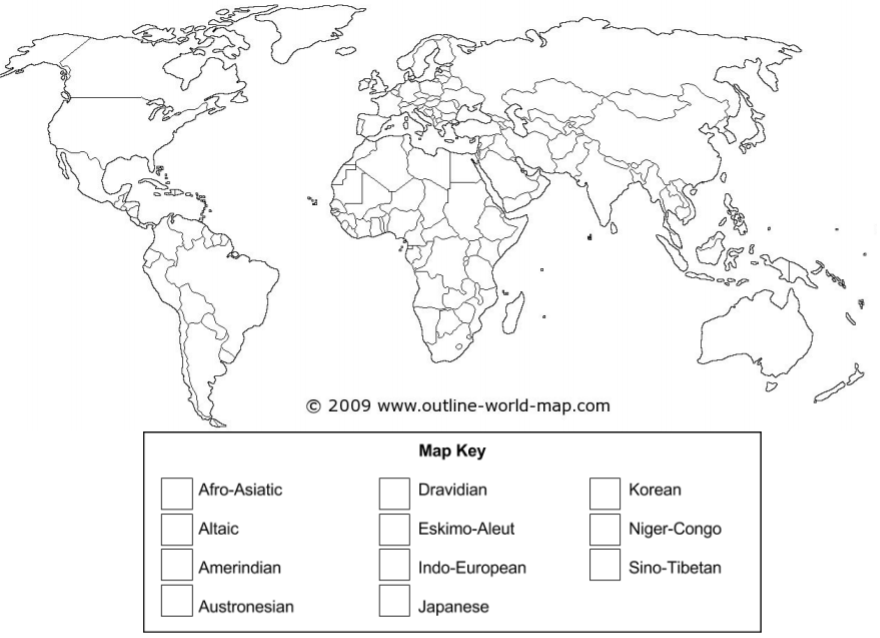 © 2009 www.outline-world-map.com
Map Key
Afro-Asiatic
Altaic
Amerindian
Austronesian
Dravidian
Eskimo-Aleut
Indo-European
Japanese
Korean
Niger-Congo
Sino-Tibetan